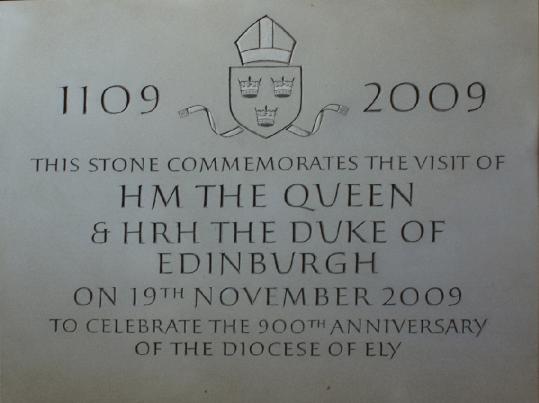 1109 2009
THIS STONE COMMEMORATES THE VISIT OF
HM THE QUEEN
& HRH THE DUKE OF
EDINBURGH
ON 19TH NOVEMBER 2009
TO CELEBRATE THE 900TH ANNIVERSARY
OF THE DIOCESE OF ELY